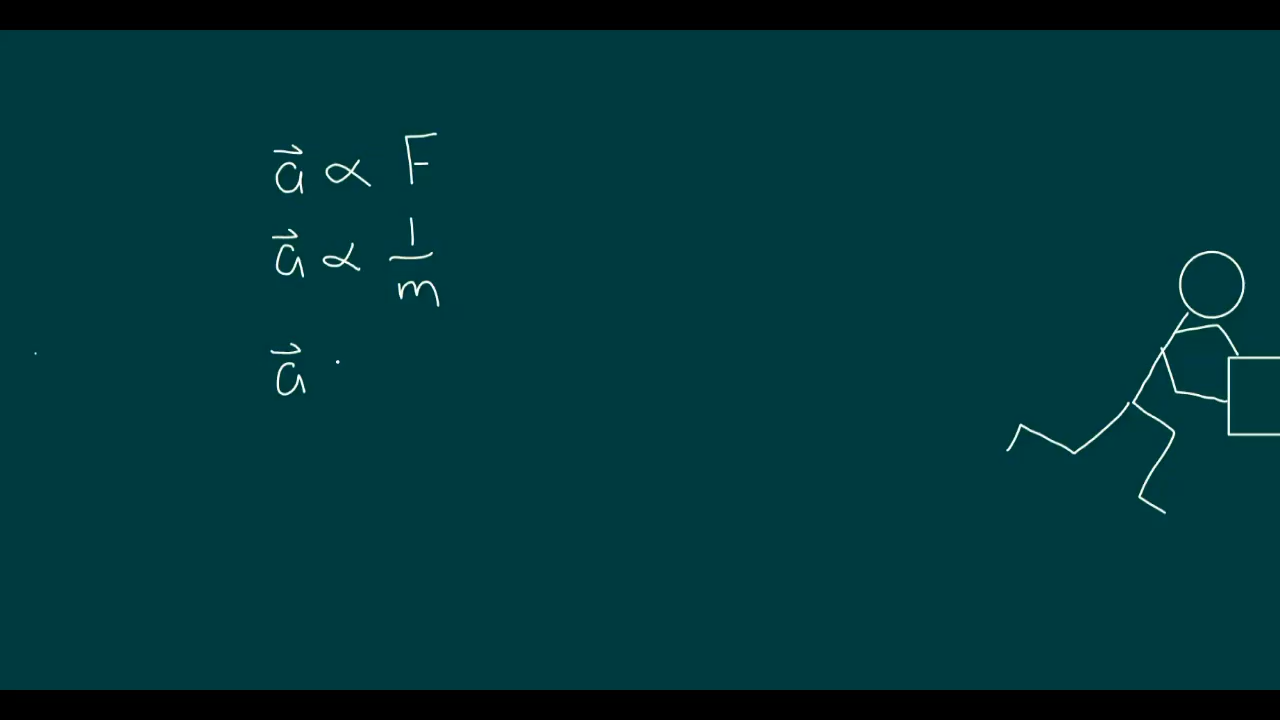 a⃗ ∝ F
a⃗ ∝ 1/m
a⃗